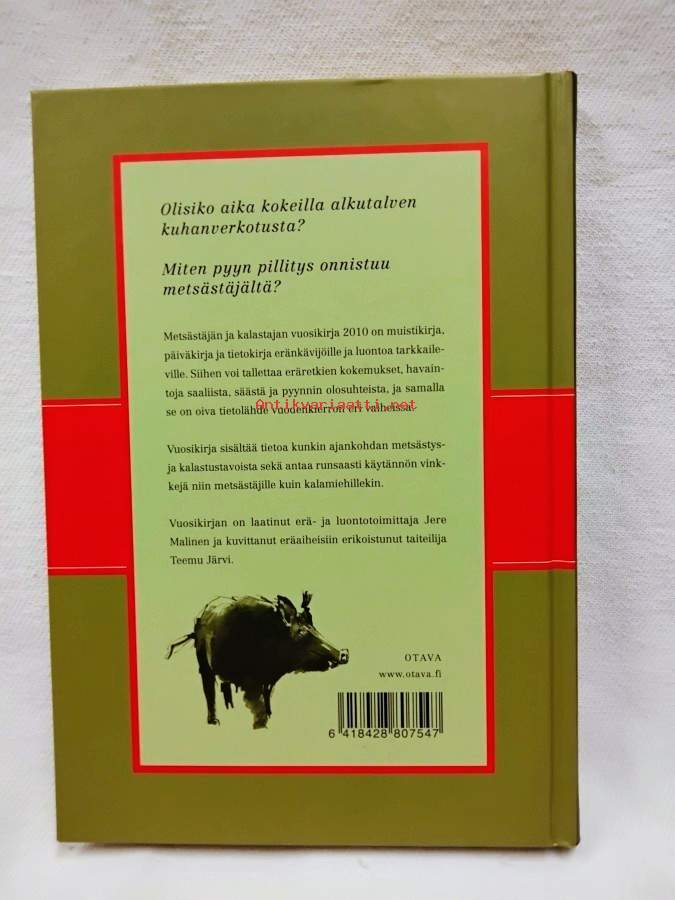 Olisiko aika kokeilla alkutalven
kuhanverkotusta?
Miten pyyn pillitys onnistuu
metsästäjältä?
Metsästäjän ja kalastajan vuosikirja 2010 on muistikirja,
päiväkirja ja tietokirja eränkävijöille ja luontoa tarkkaile-
ville. Siihen voi tallettaa eräretkien kokemukset, havain-
toja saaliista, säästä ja pyynnin olosuhteista, ja samalla
se on oiva tietolähde vuodenkierron eri vaiheissa.
Antikvariaatti.net
Vuosikirja sisältää tietoa kunkin ajankohdan metsästys-
ja kalastustavoista sekä antaa runsaasti käytännön vink-
kejä niin metsästäjille kuin kalamiehillekin.
Vuosikirjan on laatinut erä- ja luontotoimittaja Jere
Malinen ja kuvittanut eräaiheisiin erikoistunut taiteilija
Teemu Järvi.
OTAVA
www.otava.fi
6 418428 807547